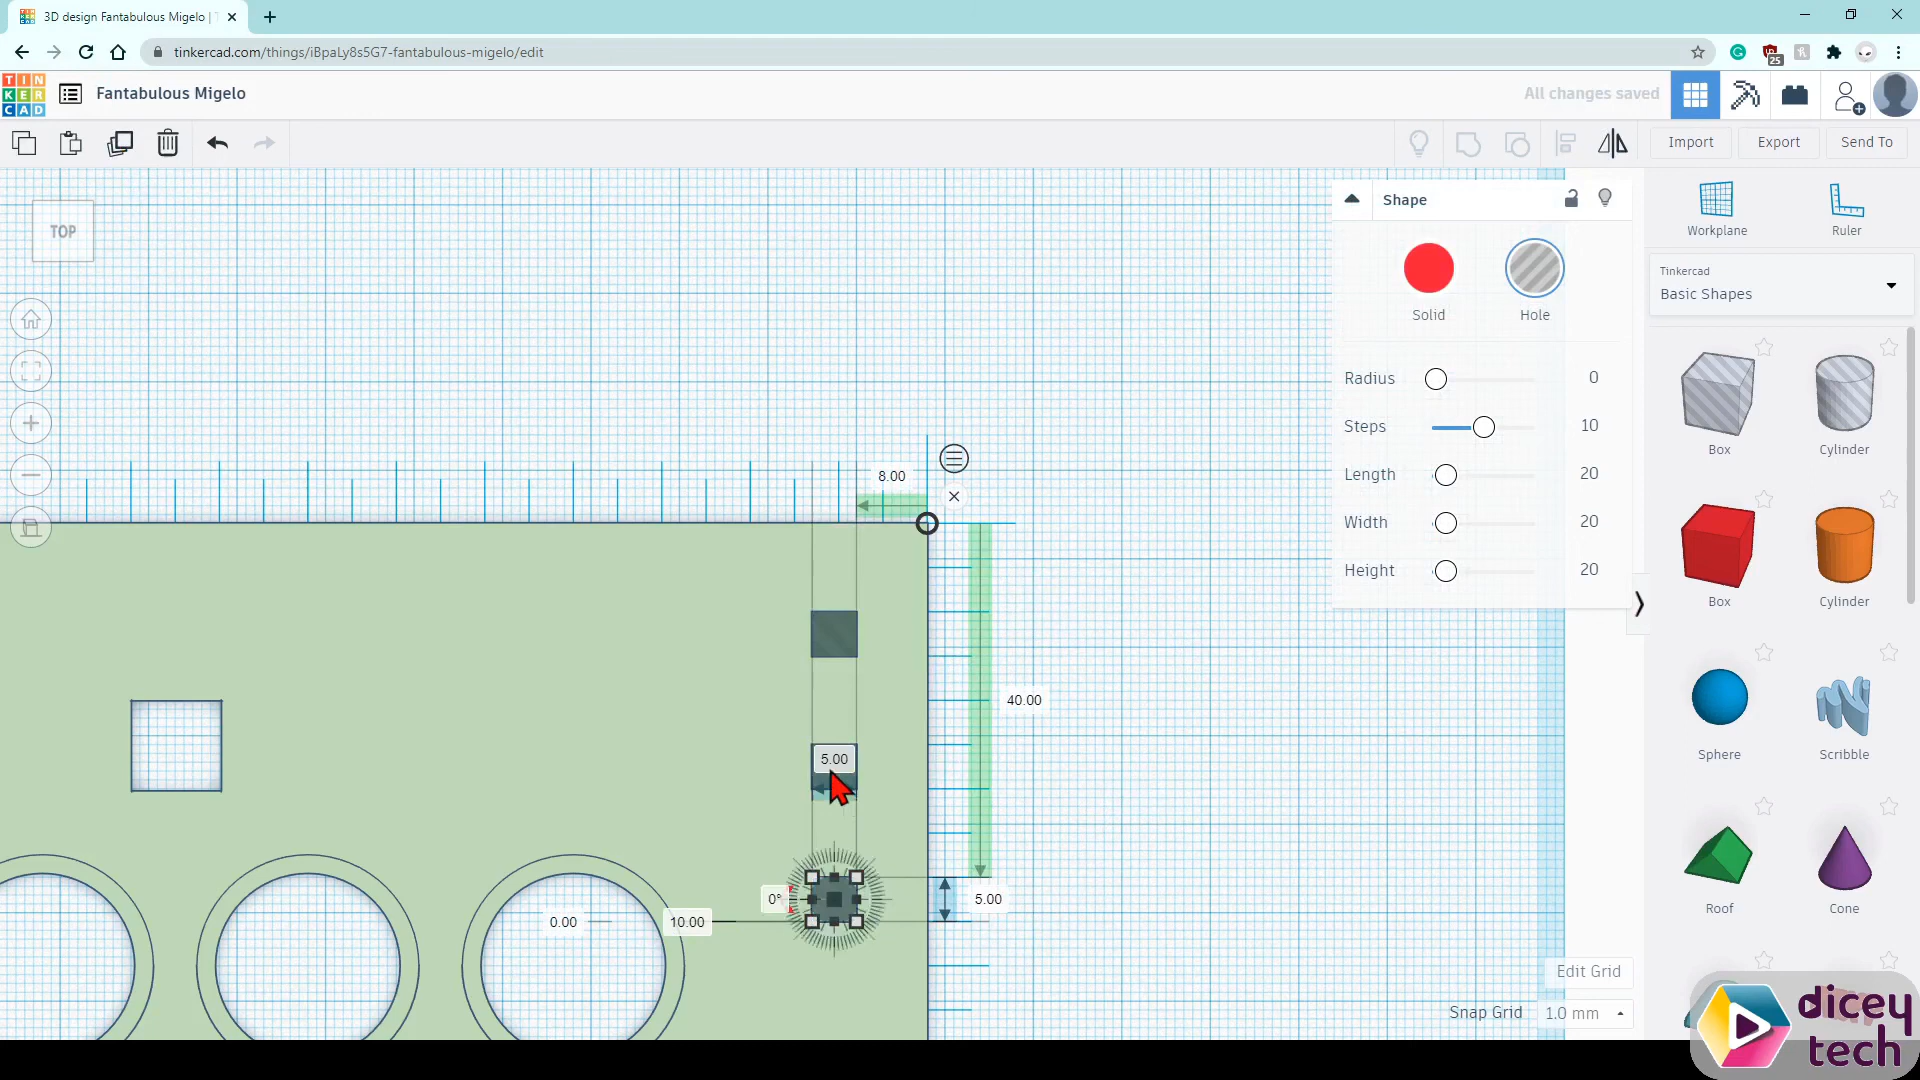 3D design Fantabulous Migelo |
tinkercad.com/things/iBpaLy8s5G7-fantabulous-migelo/edit
25
TIN
KER
CAD
Fantabulous Migelo
All changes saved
Import
Export
Send To
TOP
Shape
Solid
Hole
Radius
0
Steps
10
Length
20
Width
20
Height
20
Workplane
Ruler
Tinkercad
Basic Shapes
Box
Cylinder
Box
Cylinder
Sphere
Scribble
Roof
Cone
8.00
40.00
5.00
0°
5.00
0.00
10.00
Edit Grid
Snap Grid
1.0 mm
dicey
tech